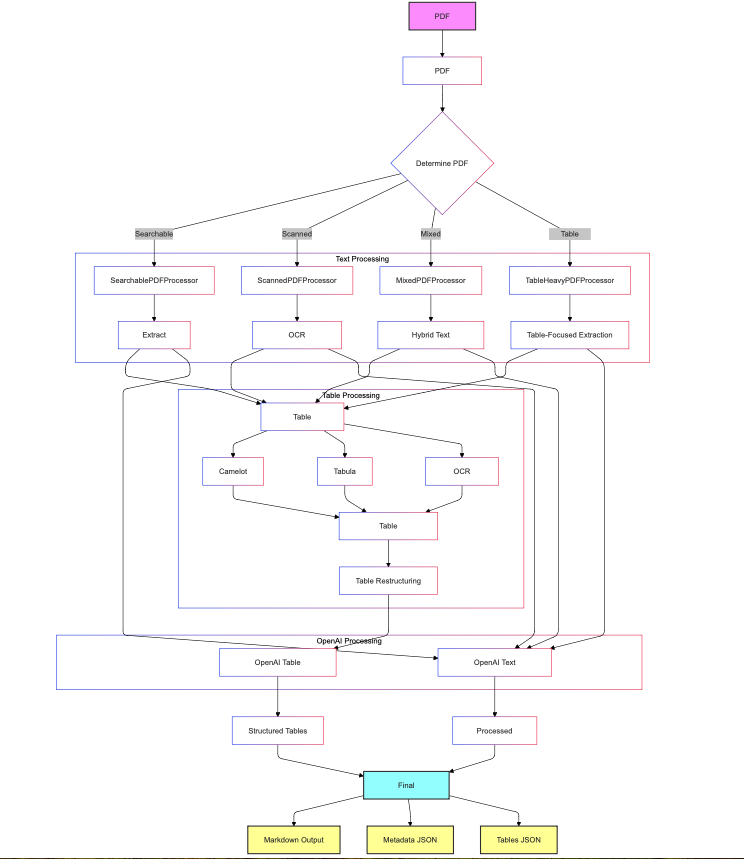 PDF
PDF
Determine PDF
Searchable
Scanned
Mixed
Table
Text Processing
SearchablePDFProcessor
ScannedPDFProcessor
MixedPDFProcessor
TableHeavyPDFProcessor
Extract
OCR
Hybrid Text
Table-Focused Extraction
Table Processing
Table
Camelot
Tabula
OCR
Table
Table Restructuring
OpenAI Processing
OpenAI Table
OpenAI Text
Structured Tables
Processed
Final
Markdown Output
Metadata JSON
Tables JSON